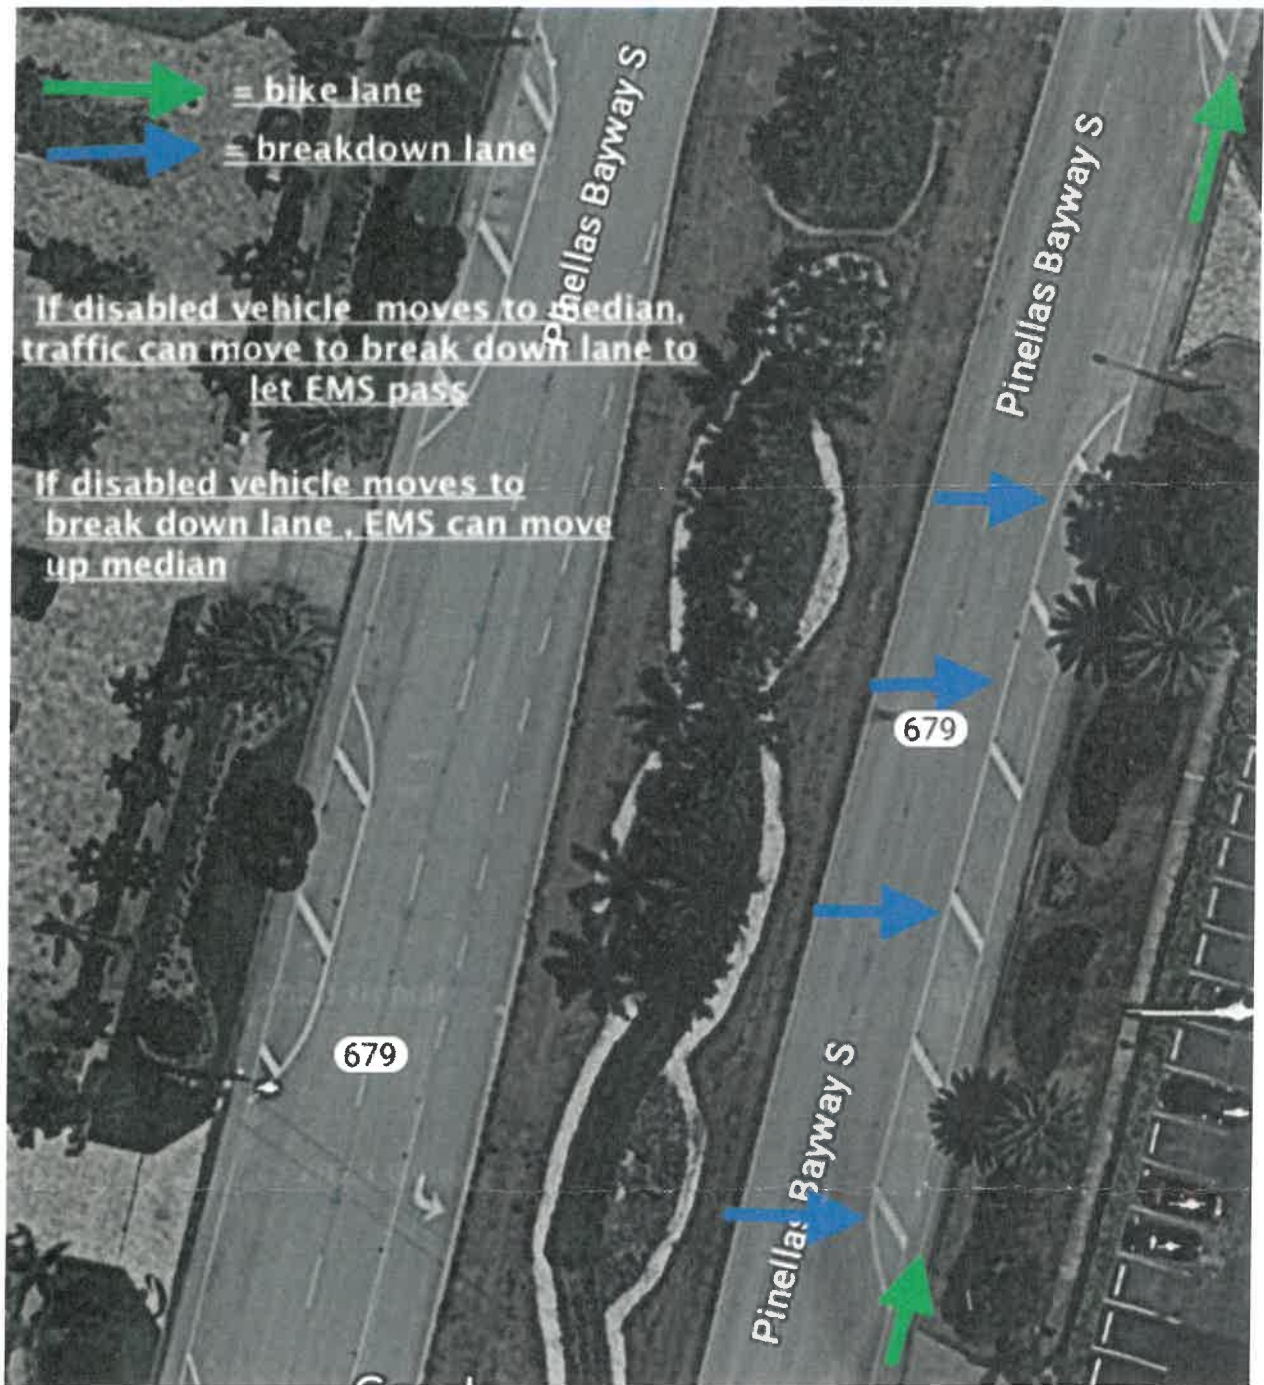 = bike lane
= breakdown lane
Pinellas Bayway S
Pinellas Bayway S
If disabled vehicle moves to median,
traffic can move to break down lane to
let EMS pass
If disabled vehicle moves to
break down lane , EMS can move
up median
679
679
Pinellas Bayway S